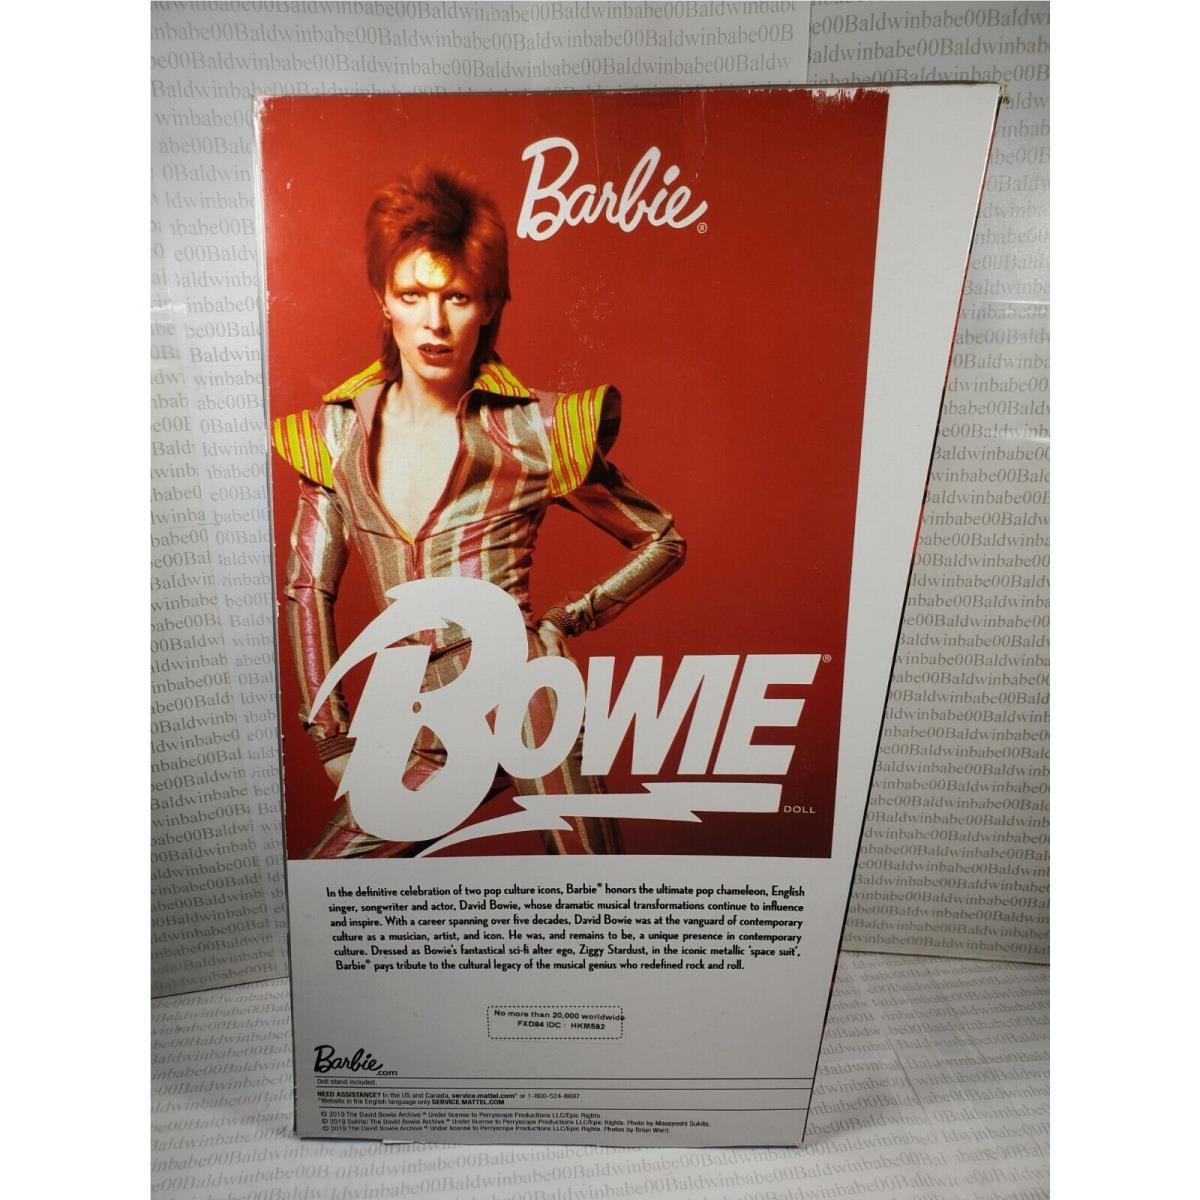 Barbie®
BOWIE®
DOLL
In the definitive celebration of two pop culture icons, Barbie® honors the ultimate pop chameleon, English
singer, songwriter and actor, David Bowie, whose dramatic musical transformations continue to influence
and inspire. With a career spanning over five decades, David Bowie was at the vanguard of contemporary
culture as a musician, artist, and icon. He was, and remains to be, a unique presence in contemporary
culture. Dressed as Bowie's fantastical sci-fi alter ego, Ziggy Stardust, in the iconic metallic 'space suit',
Barbie® pays tribute to the cultural legacy of the musical genius who redefined rock and roll.
No more than 20,000 worldwide
FXD84 IDC : HKM592
Barbie.com
Doll stand included.
NEED ASSISTANCE? In the US and Canada, service.mattel.com* or 1-800-524-8697.
*Website in the English language only SERVICE.MATTEL.COM
© 2019 The David Bowie Archive ® Under license to Perryscope Productions LLC/Epic Rights.
© 2019 Sukita/ The David Bowie Archive ® Under license to Perryscope Productions LLC/Epic Rights. Photo by Masayoshi Sukita.
© 2019 The David Bowie Archive ® Under license to Perryscope Productions LLC/Epic Rights. Photos by Brian Ward.